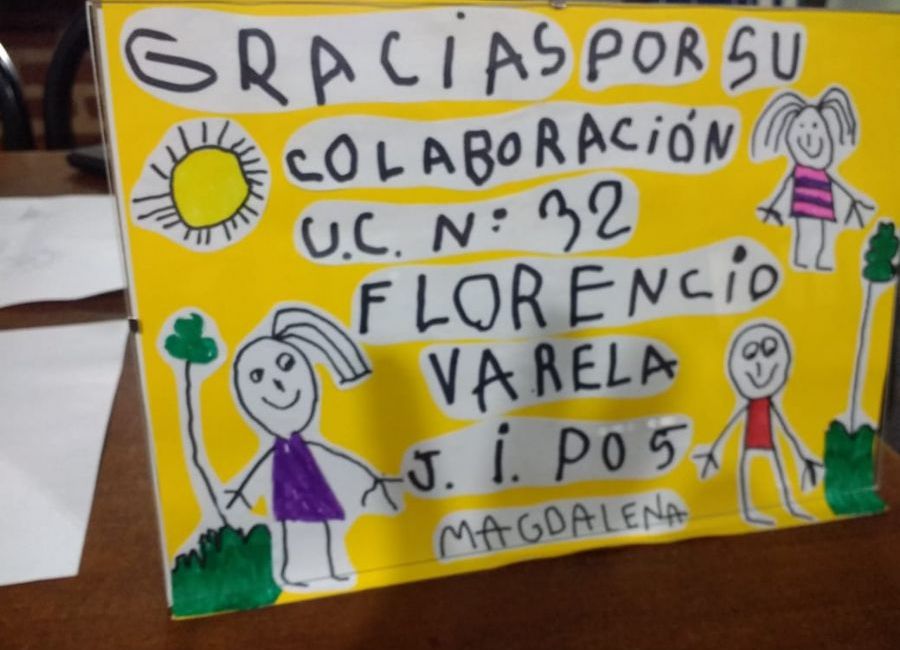 GRACIAS POR SU
COLABORACIÓN
U.C. N: 32
FLORENCIO
VARELA
J. I. PO5
MAGDALENA